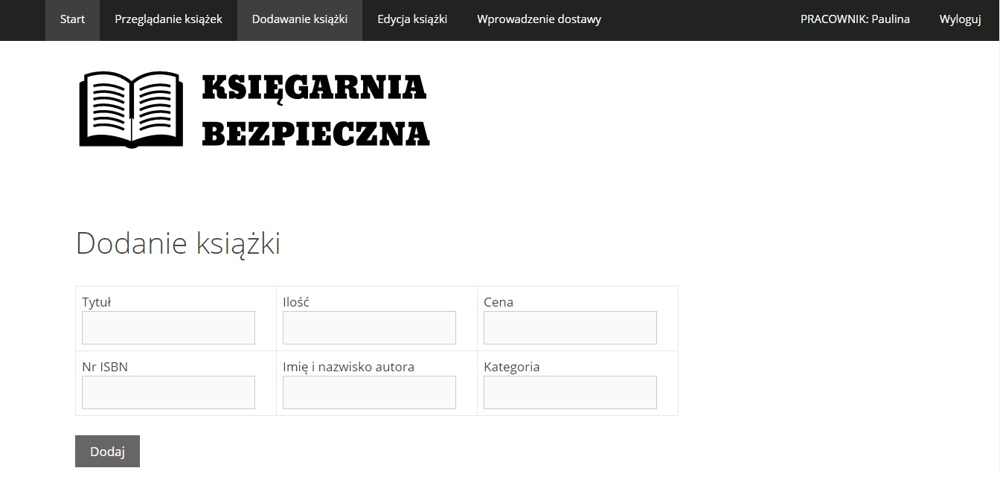 Start Przeglądanie książek Dodawanie książki Edycja książki Wprowadzenie dostawy PRACOWNIK: Paulina Wyloguj
KSIĘGARNIA
BEZPIECZNA
Dodanie książki
Tytuł Ilość Cena
Nr ISBN Imię i nazwisko autora Kategoria
Dodaj